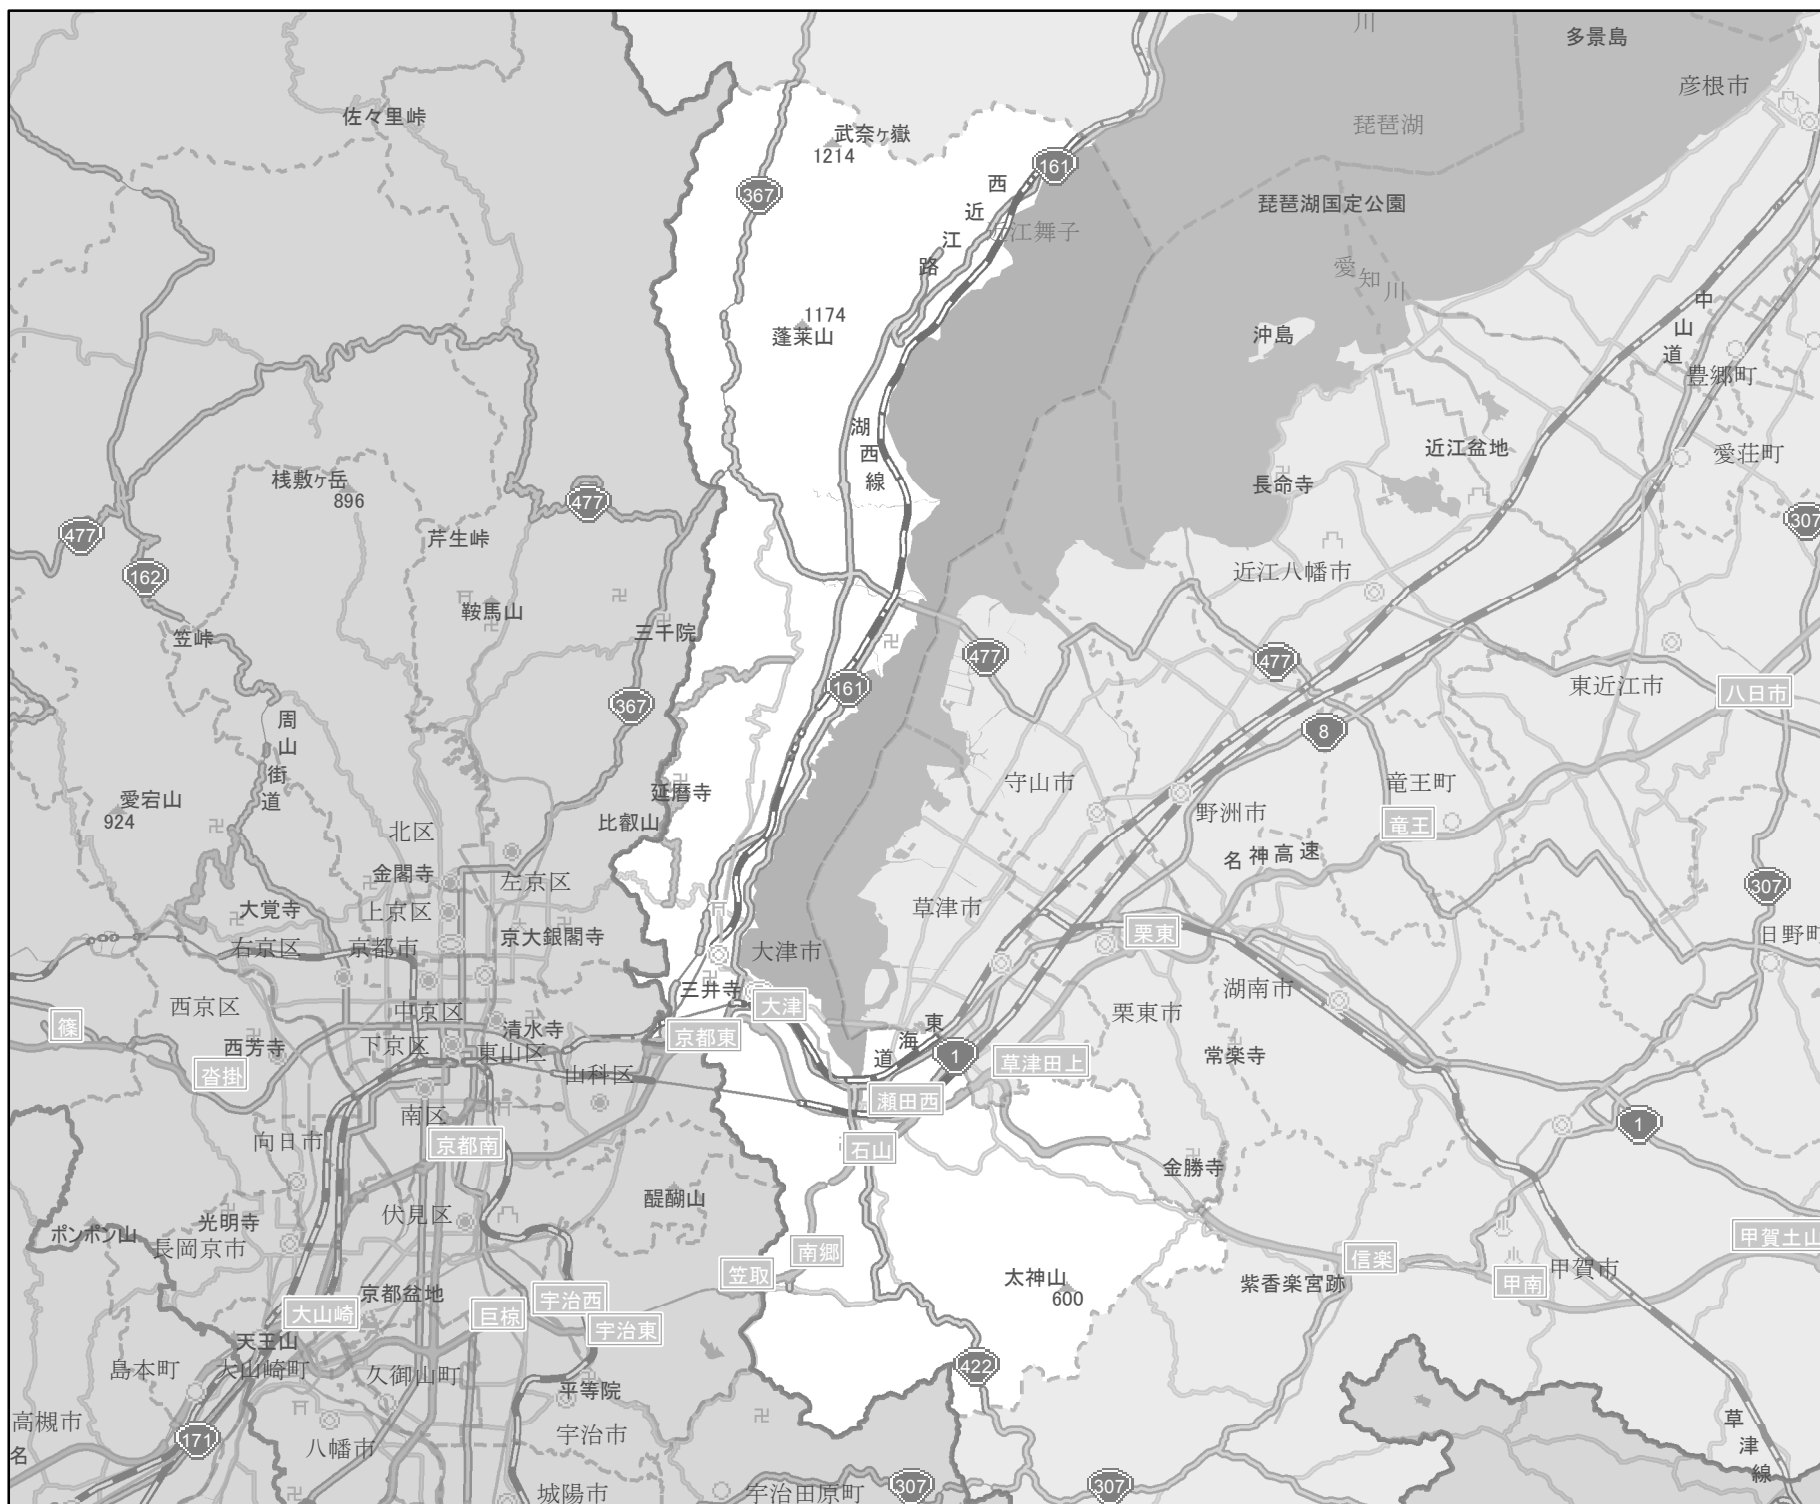 川
多景島
彦根市
佐々里峠
武奈ヶ嶽
1214
琵琶湖
161
367
西近江路
近江舞子
琵琶湖国定公園
愛知川
1174
蓬莱山
沖島
中山道
豊郷町
湖西線
近江盆地
愛荘町
桟敷ヶ岳
896
477
長命寺
477
芹生峠
307
162
近江八幡市
鞍馬山
笠峠
三千院
477
477
東近江市
161
八日市
367
周山街道
8
愛宕山
924
延暦寺
比叡山
守山市
野洲市
竜王町
竜王
北区
名神高速
金閣寺
左京区
307
大覚寺
上京区
草津市
右京区
京都市
京大銀閣寺
大津市
栗東
日野町
三井寺
大津
湖南市
西京区
中京区
栗東市
篠
清水寺
京都東
東海道
西芳寺
下京区
東山区
1
草津田上
常楽寺
沓掛
山科区
瀬田西
南区
1
向日市
京都南
石山
金勝寺
醍醐山
伏見区
光明寺
ポンポン山
長岡京市
南郷
甲賀土山
笠取
太神山
600
信楽
紫香楽宮跡
甲南
甲賀市
京都盆地
大山崎
巨椋
宇治西
宇治東
天王山
島本町
大山崎町
久御山町
422
平等院
高槻市
名
171
八幡市
宇治市
草津線
城陽市
宇治田原町
307
307